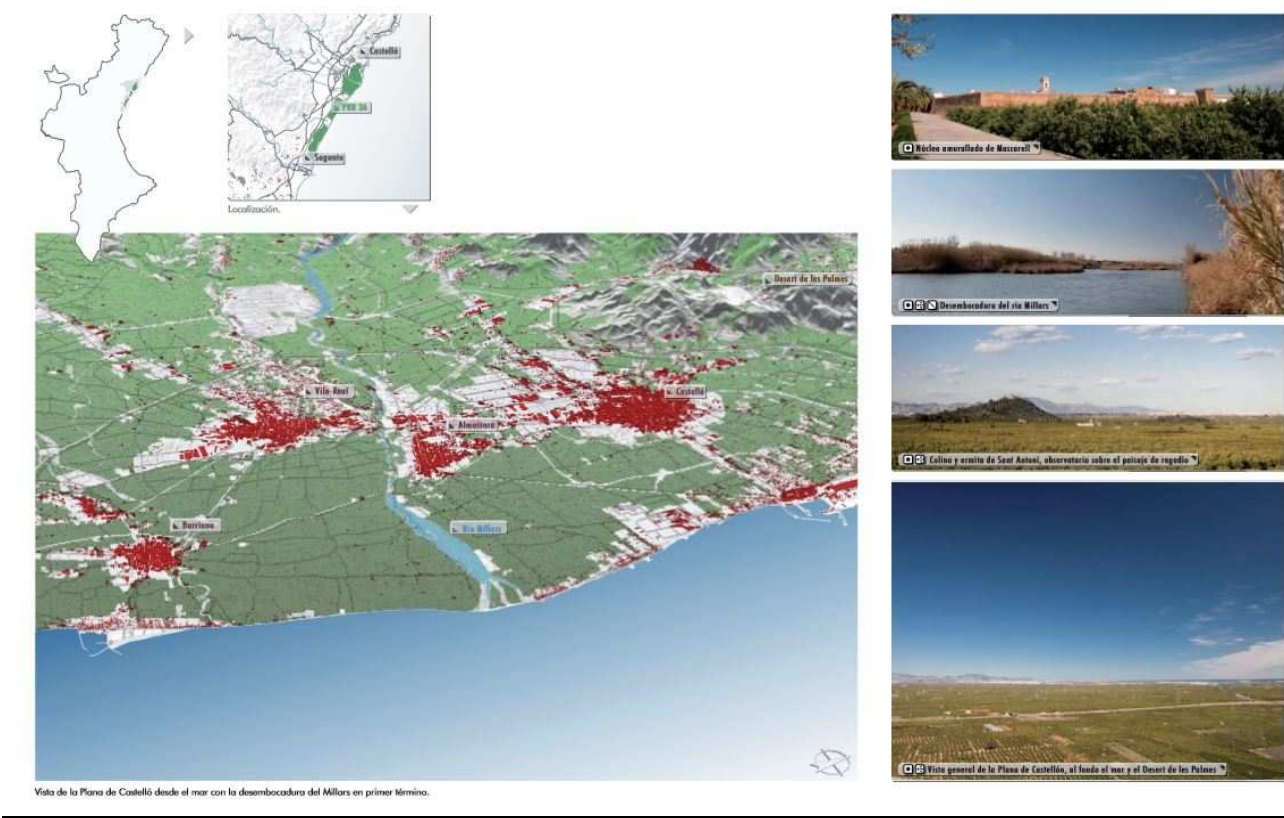 Castelló
PRR 36
Sagunto
Localización.
Desert de les Palmes
Vila-Real
Castelló
Almassora
Burriana
Río Millars
Vista de la Plana de Castelló desde el mar con la desembocadura del Millars en primer término.
Núcleo amurallado de Mascarell
Desembocadura del río Millars
Colina y ermita de Sant Antoni, observatorio sobre el paisaje de regadío
Vista general de la Plana de Castellón, al fondo el mar y el Desert de les Palmes